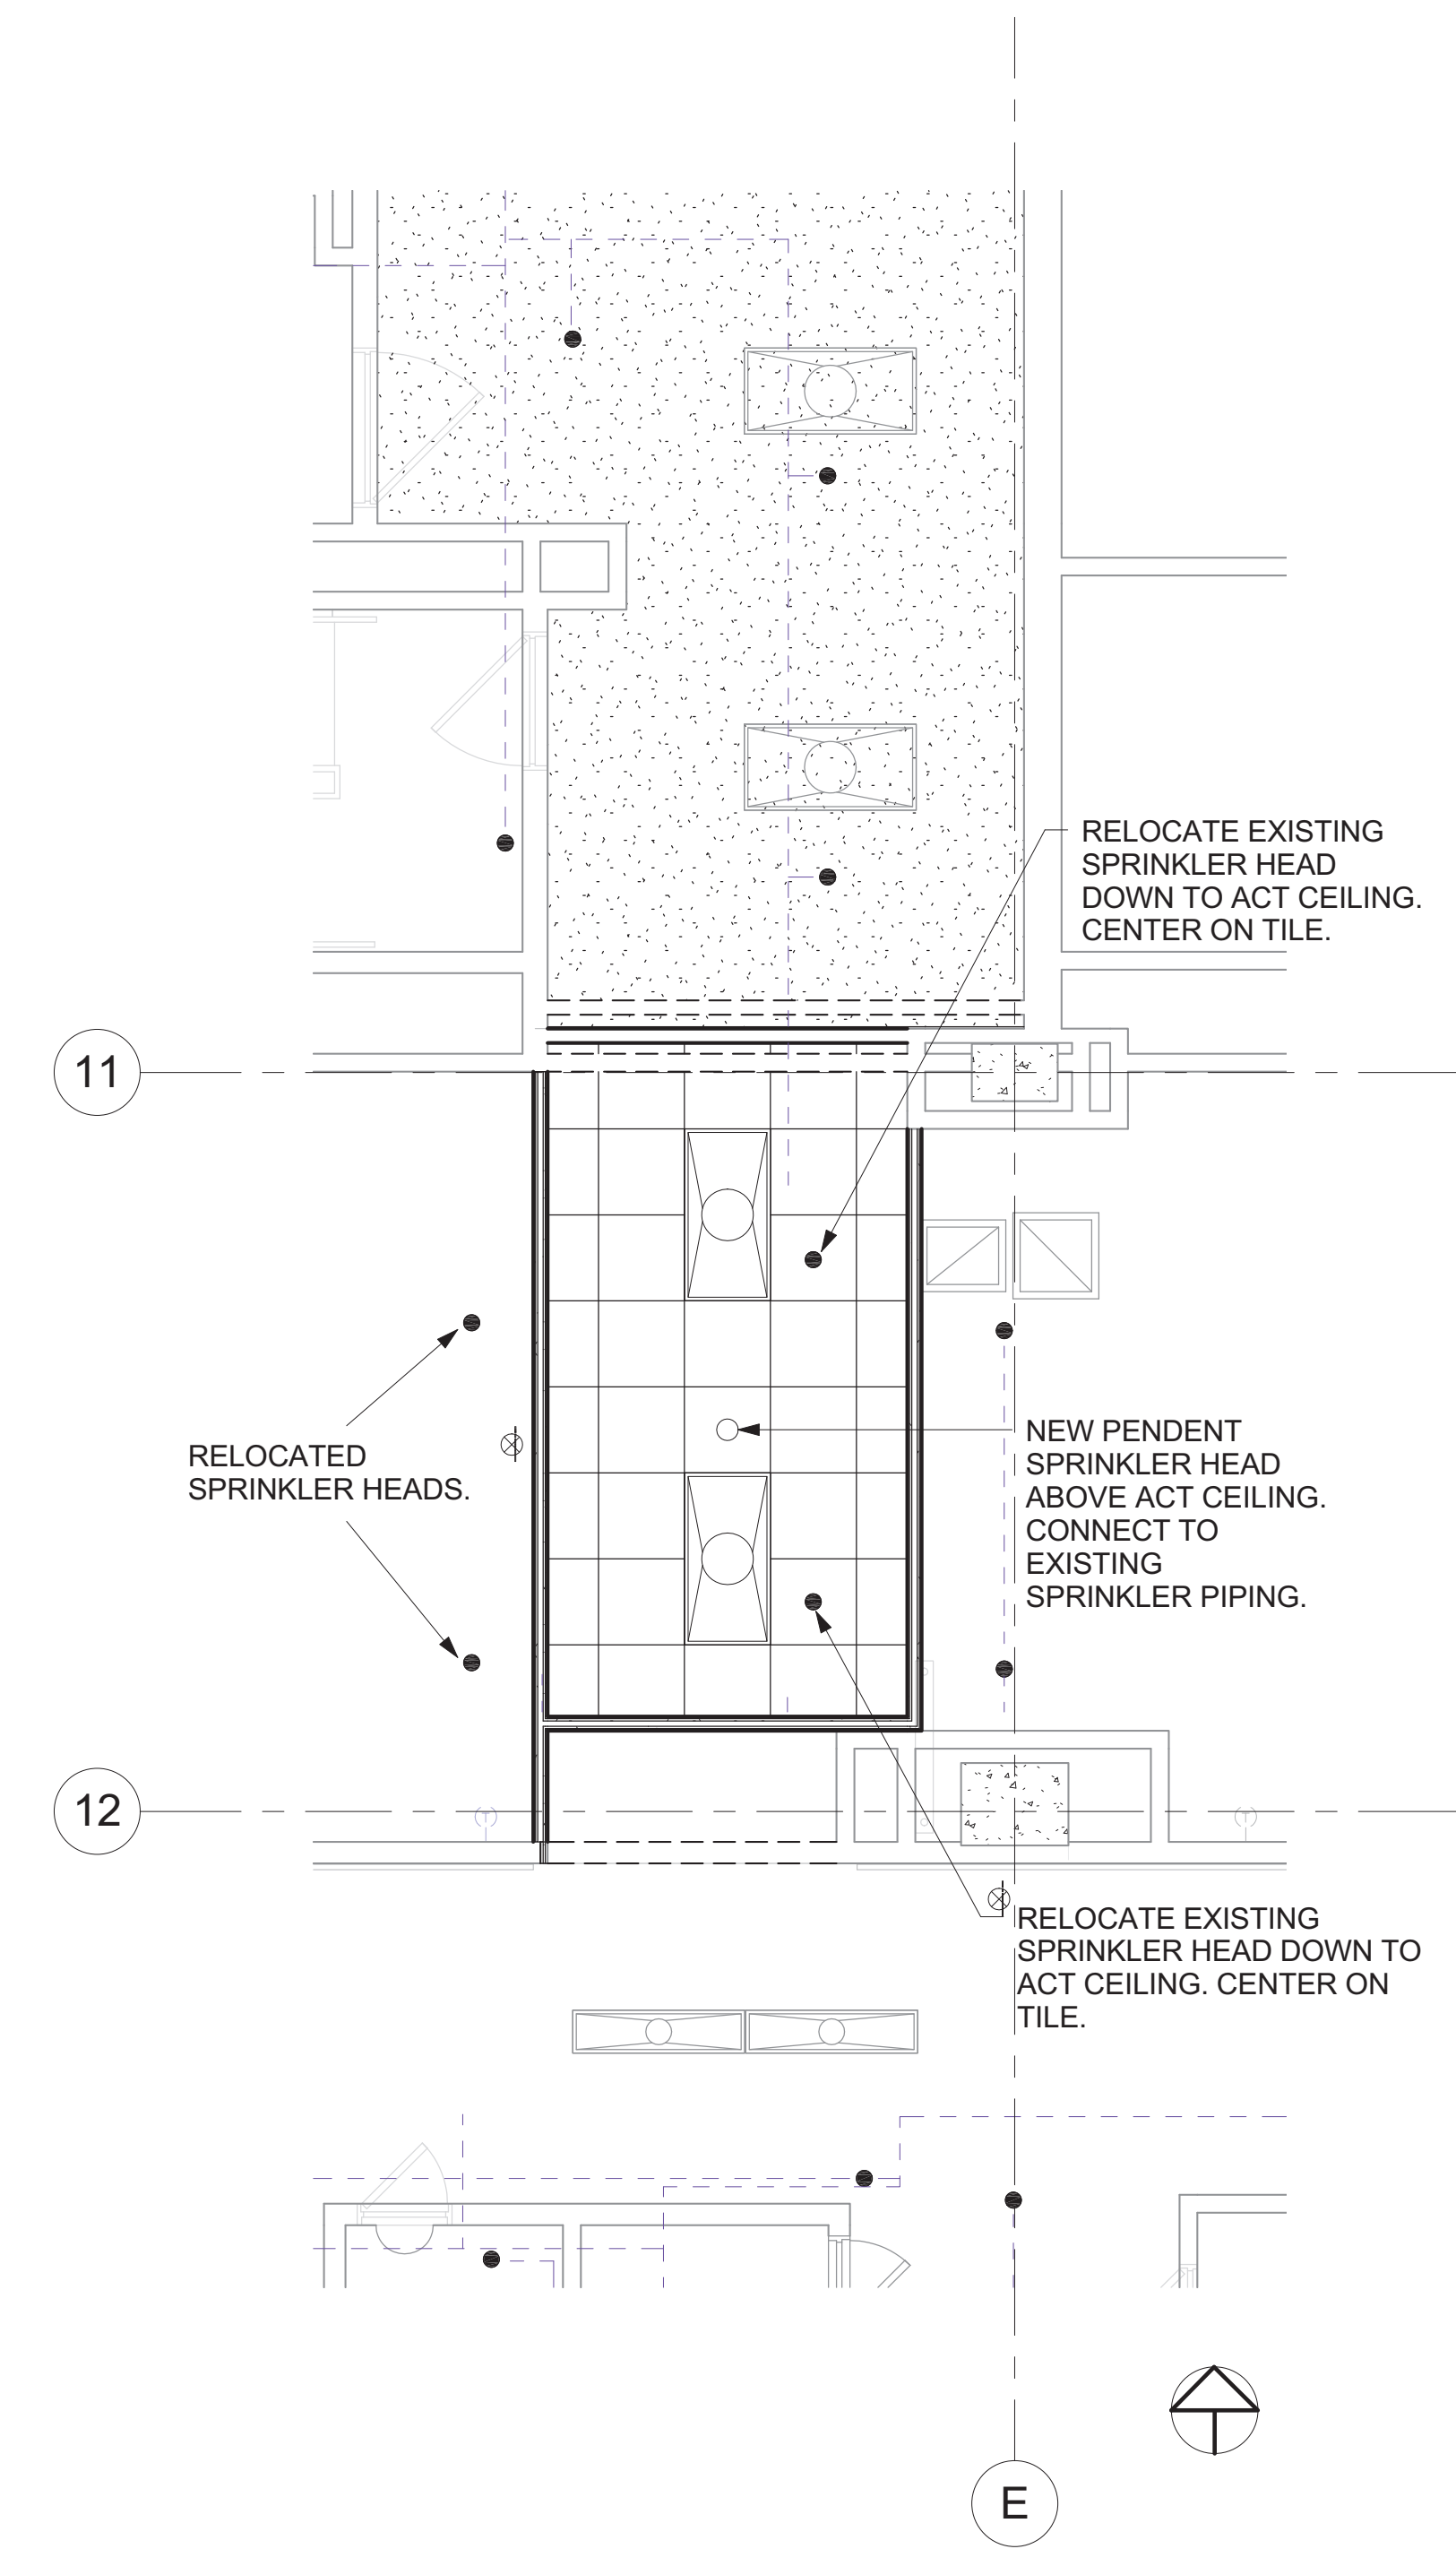 RELOCATE EXISTING
SPRINKLER HEAD
DOWN TO ACT CEILING.
CENTER ON TILE.
11
RELOCATED
SPRINKLER HEADS.
NEW PENDENT
SPRINKLER HEAD
ABOVE ACT CEILING.
CONNECT TO
EXISTING
SPRINKLER PIPING.
12
RELOCATE EXISTING
SPRINKLER HEAD DOWN TO
ACT CEILING. CENTER ON
TILE.
E